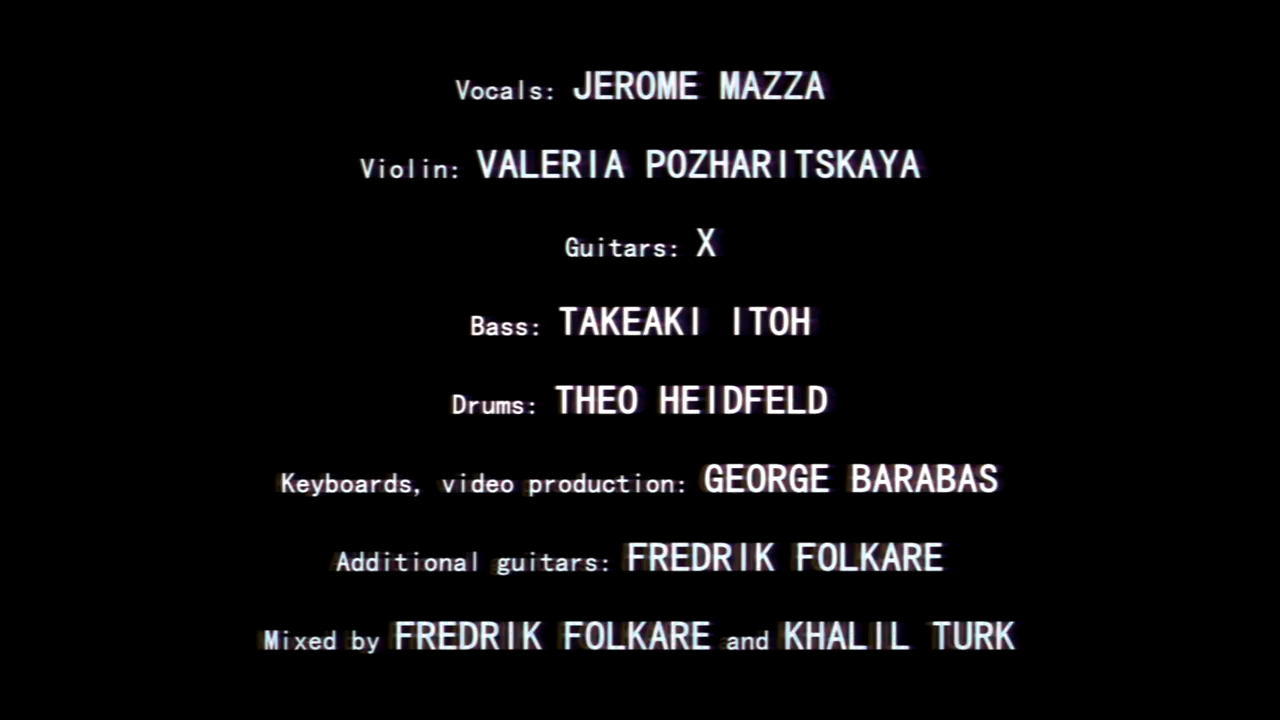 Vocals: JEROME MAZZA
Violin: VALERIA POZHARITSKAYA
Guitars: X
Bass: TAKEAKI ITOH
Drums: THEO HEIDFELD
Keyboards, video production: GEORGE BARABAS
Additional guitars: FREDRIK FOLKARE
Mixed by FREDRIK FOLKARE and KHALIL TURK